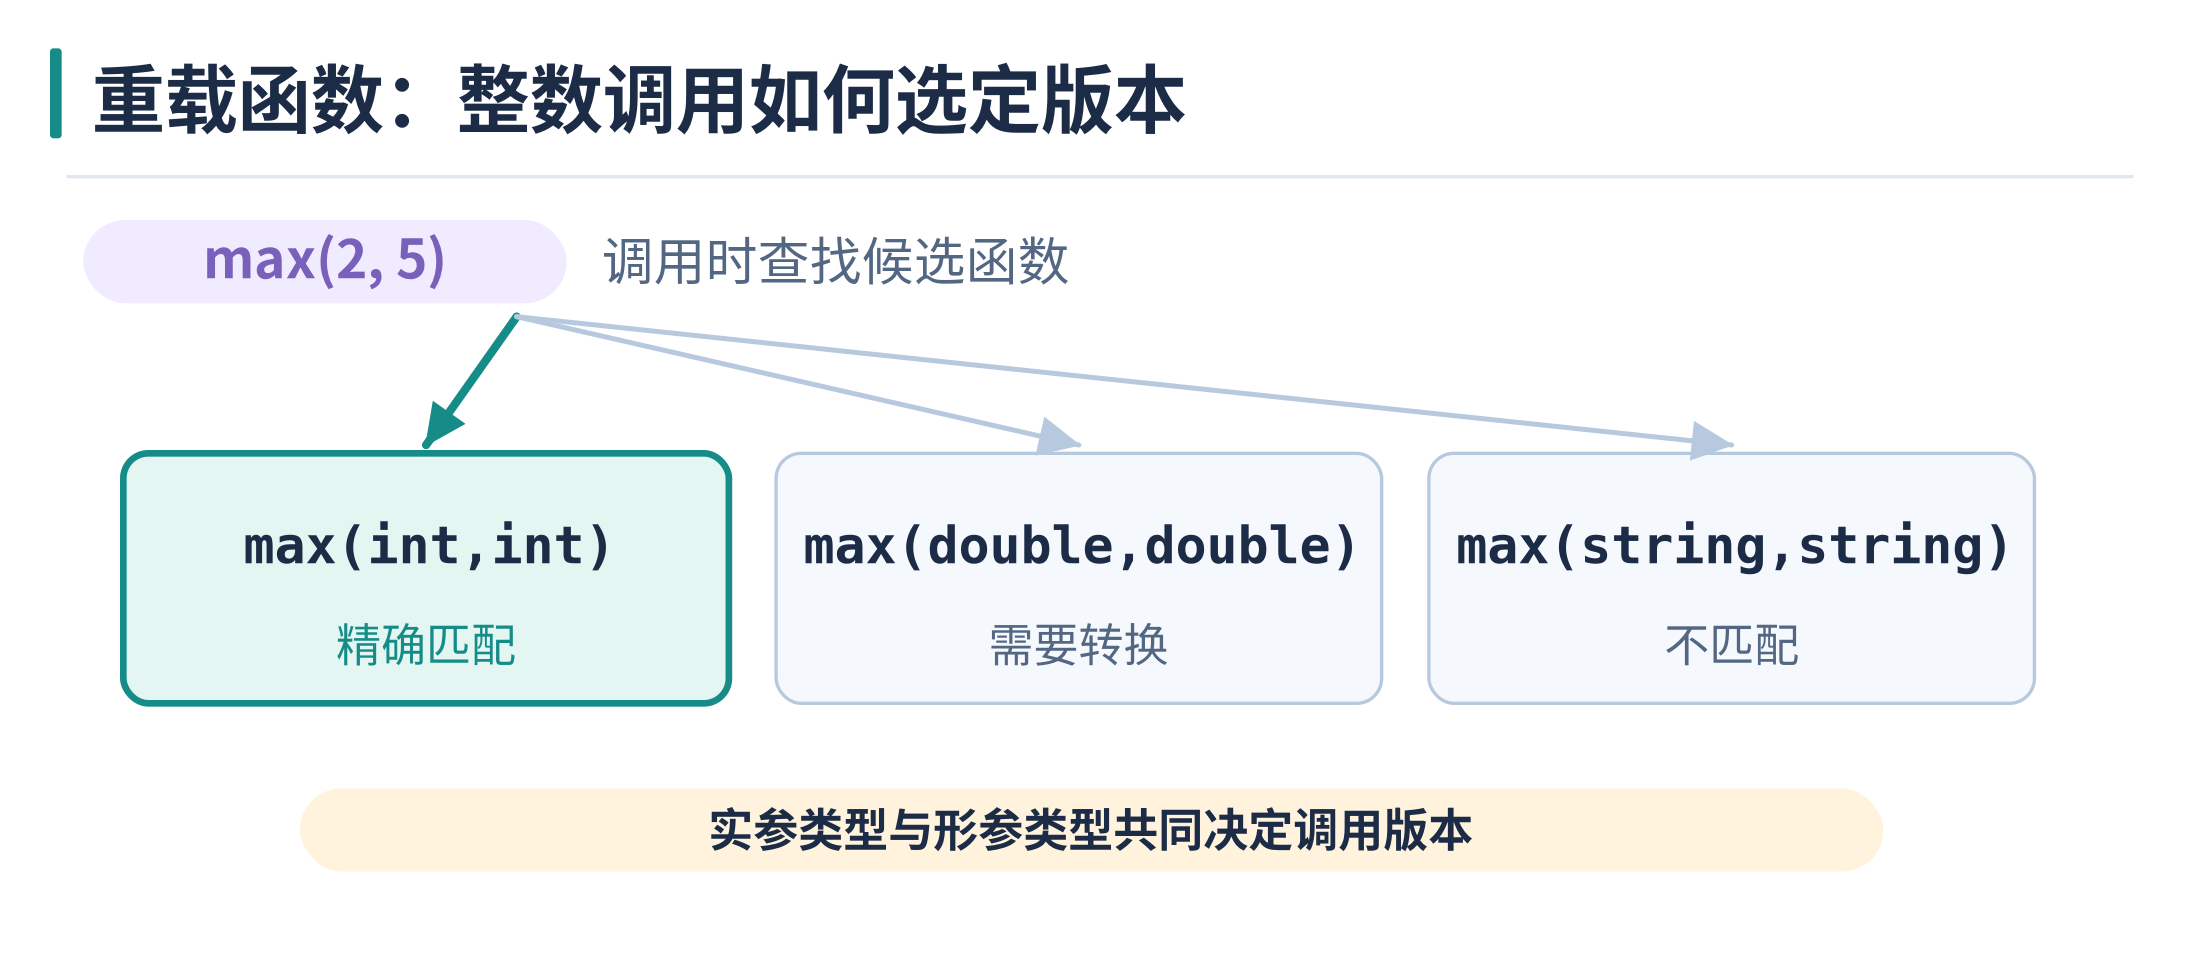 重载函数：整数调用如何选定版本
max(2, 5)
调用时查找候选函数
max(int,int)
max(double,double)
max(string,string)
精确匹配
需要转换
不匹配
实参类型与形参类型共同决定调用版本